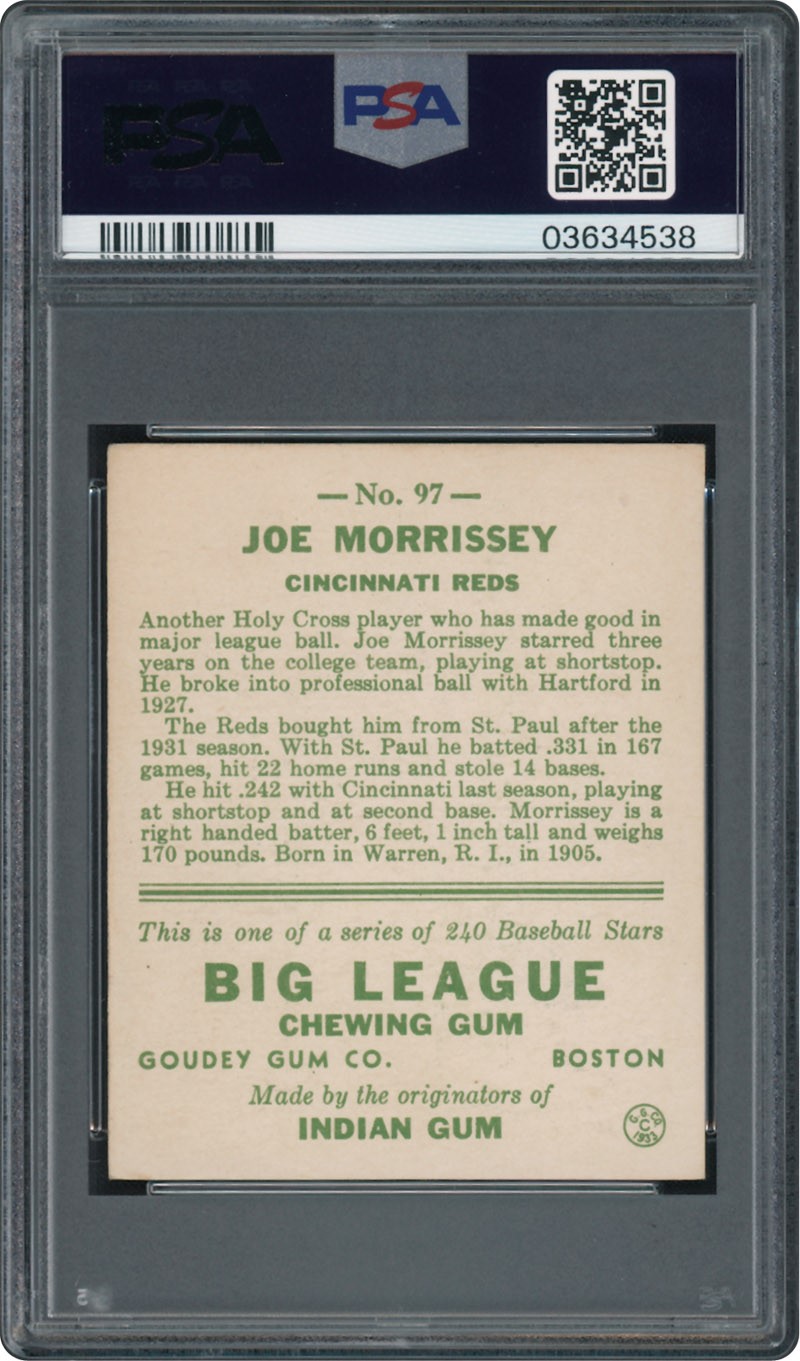 PSA
PSA
03634538
— No. 97 —
JOE MORRISSEY
CINCINNATI REDS
Another Holy Cross player who has made good in
major league ball. Joe Morrissey starred three
years on the college team, playing at shortstop.
He broke into professional ball with Hartford in
1927.
The Reds bought him from St. Paul after the
1931 season. With St. Paul he batted .331 in 167
games, hit 22 home runs and stole 14 bases.
He hit .242 with Cincinnati last season, playing
at shortstop and at second base. Morrissey is a
right handed batter, 6 feet, 1 inch tall and weighs
170 pounds. Born in Warren, R. I., in 1905.
This is one of a series of 240 Baseball Stars
BIG LEAGUE
CHEWING GUM
GOUDEY GUM CO. BOSTON
Made by the originators of
INDIAN GUM
G G CO
C
1933